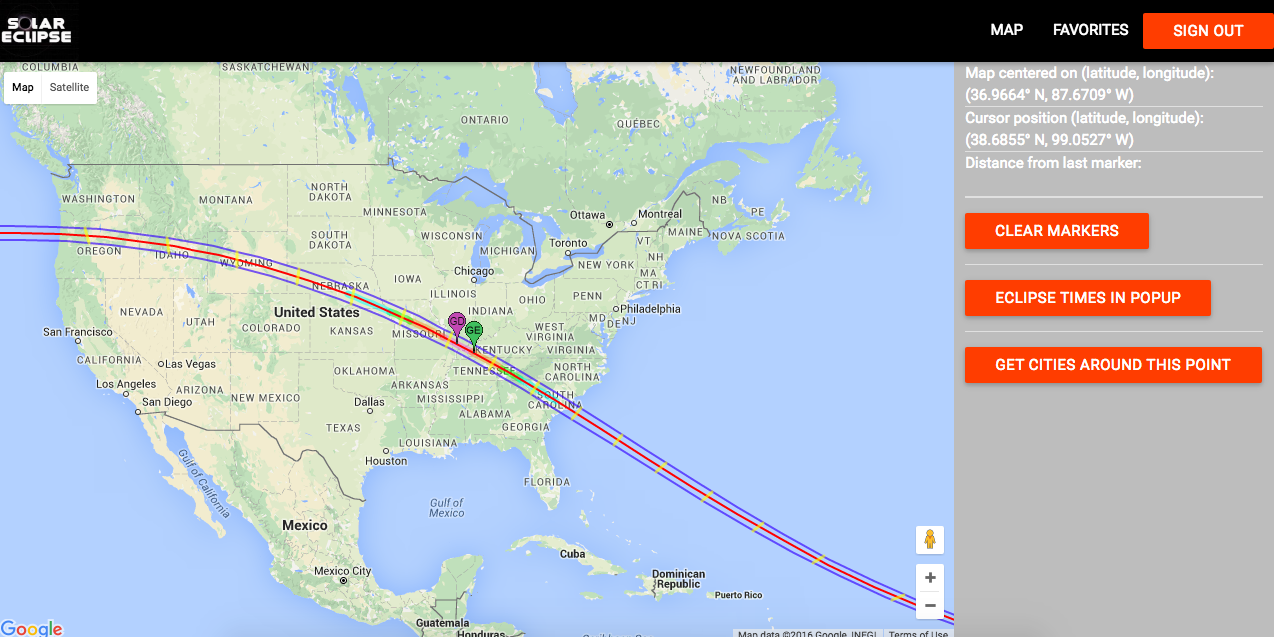 SOLAR
ECLIPSE
MAP
FAVORITES
SIGN OUT
COLUMBIA
SASKATCHEWAN
NEWFOUNDLAND
AND LABRADOR
Map
Satellite
Map centered on (latitude, longitude):
(36.9664° N, 87.6709° W)
Cursor position (latitude, longitude):
(38.6855° N, 99.0527° W)
Distance from last marker:
CLEAR MARKERS
ECLIPSE TIMES IN POPUP
GET CITIES AROUND THIS POINT
ONTARIO
QUÉBEC
WASHINGTON
MONTANA
NORTH
DAKOTA
MINNESOTA
Ottawa
Montreal
NB
PE
MAINE
NOVA SCOTIA
OREGON
IDAHO
SOUTH
DAKOTA
WISCONSIN
MICHIGAN
Toronto
VT
NH
WYOMING
NEW YORK
MA
CT RI
Chicago
IOWA
NEBRASKA
ILLINOIS
OHIO
PENN
NEVADA
UTAH
United States
INDIANA
Philadelphia
MD
DE
NJ
San Francisco
COLORADO
KANSAS
MISSOURI
GD
GE
WEST
VIRGINIA
KENTUCKY
VIRGINIA
CALIFORNIA
Las Vegas
OKLAHOMA
TENNESSEE
NORTH
CAROLINA
Los Angeles
ARIZONA
NEW MEXICO
ARKANSAS
San Diego
Dallas
MISSISSIPPI
SOUTH
CAROLINA
ALABAMA
TEXAS
GEORGIA
LOUISIANA
Houston
Gulf of
California
FLORIDA
Gulf of
Mexico
Mexico
Cuba
Mexico City
Dominican
Republic
Puerto Rico
Guatemala
Honduras
Caribbean Sea
Google
Map data ©2016 Google, INEGI
Terms of Use